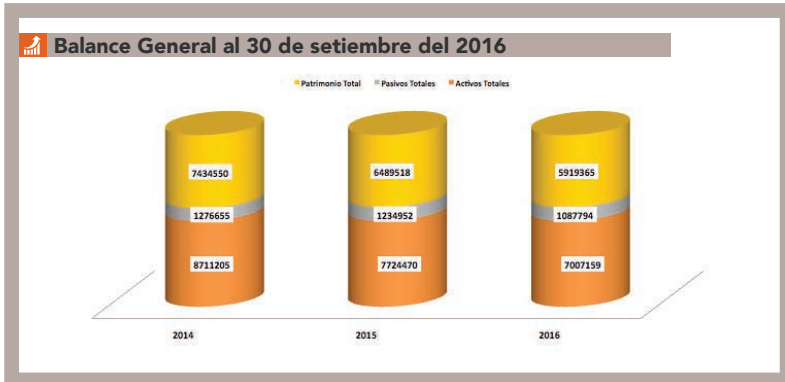 Balance General al 30 de setiembre del 2016
Patrimonio Total Pasivos Totales Activos Totales
7434550 6489518 5919365
1276655 1234952 1087794
8711205 7724470 7007159
2014 2015 2016